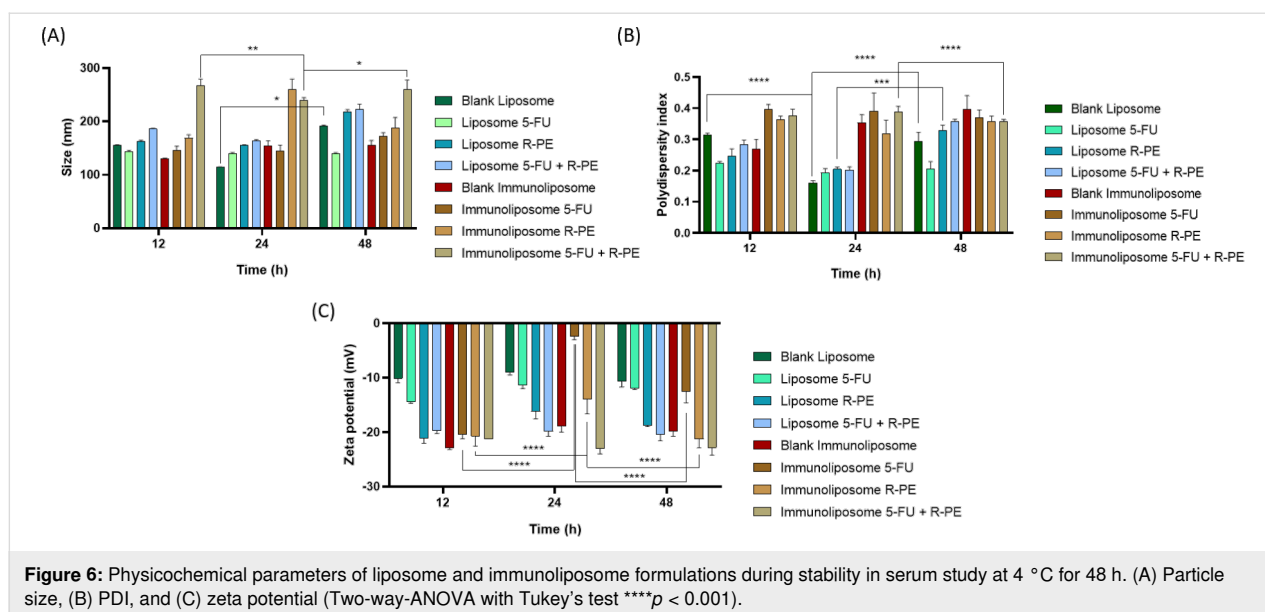 (A)
**
*
*
300
200
100
0
Size (nm)
12
24
48
Time (h)
Blank Liposome
Liposome 5-FU
Liposome R-PE
Liposome 5-FU + R-PE
Blank Immunoliposome
Immunoliposome 5-FU
Immunoliposome R-PE
Immunoliposome 5-FU + R-PE
(B)
****
****
****
***
0.5
0.4
0.3
0.2
0.1
0.0
Polydispersity index
12
24
48
Time (h)
Blank Liposome
Liposome 5-FU
Liposome R-PE
Liposome 5-FU + R-PE
Blank Immunoliposome
Immunoliposome 5-FU
Immunoliposome R-PE
Immunoliposome 5-FU + R-PE
(C)
0
-10
-20
-30
Zeta potential (mV)
****
****
****
****
12
24
48
Time (h)
Blank Liposome
Liposome 5-FU
Liposome R-PE
Liposome 5-FU + R-PE
Blank Immunoliposome
Immunoliposome 5-FU
Immunoliposome R-PE
Immunoliposome 5-FU + R-PE
Figure 6: Physicochemical parameters of liposome and immunoliposome formulations during stability in serum study at 4 °C for 48 h. (A) Particle
size, (B) PDI, and (C) zeta potential (Two-way-ANOVA with Tukey’s test ****p < 0.001).